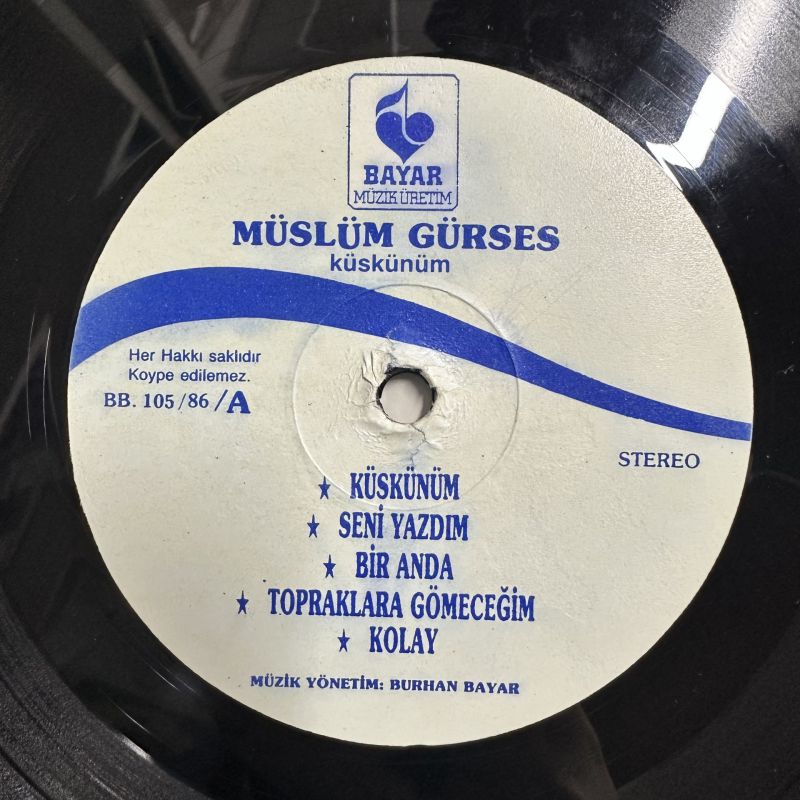 BAYAR
MÜZİK ÜRETİM
MÜSLÜM GÜRSES
küskünüm
Her Hakkı saklıdır
Koype edilemez.
BB. 105/86/A
STEREO
★ KÜSKÜNÜM
★ SENİ YAZDIM
★ BİR ANDA
★ TOPRAKLARA GÖMECEĞİM
★ KOLAY
MÜZİK YÖNETİM: BURHAN BAYAR